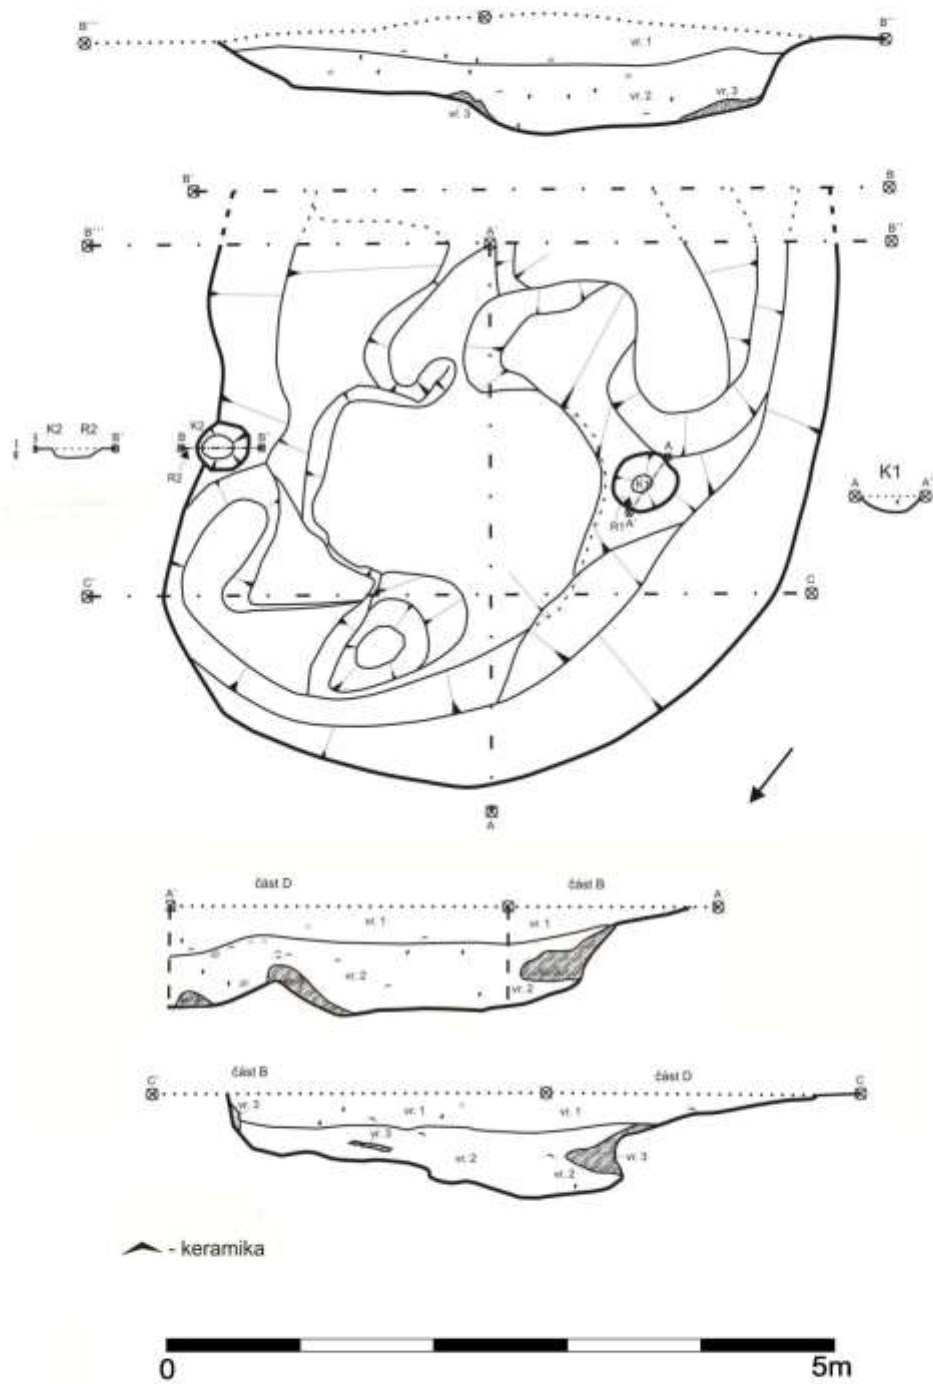 B''' B''
vr. 1
vr. 2
vr. 3
vr. 3
B' B
B''' A' B''
K2 R2
B'
K2
B B'
R2
A
K1
R1 A'
K1
A A'
C' C
A
část D část B
A' A
vr. 1 vr. 1
vr. 2
vr. 2
část B část D
C' C
vr. 3
vr. 1 vr. 1
vr. 3
vr. 2
vr. 3
vr. 2
- keramika
0 5m